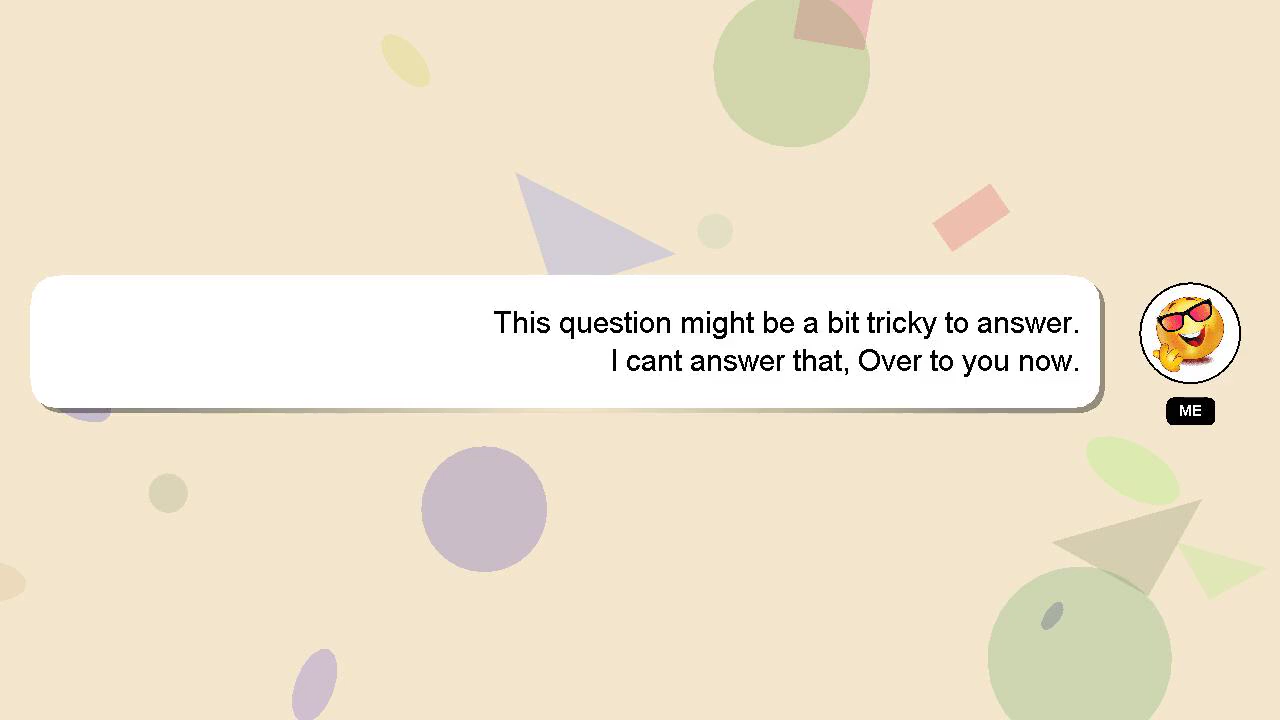 This question might be a bit tricky to answer.
I cant answer that, Over to you now.
ME